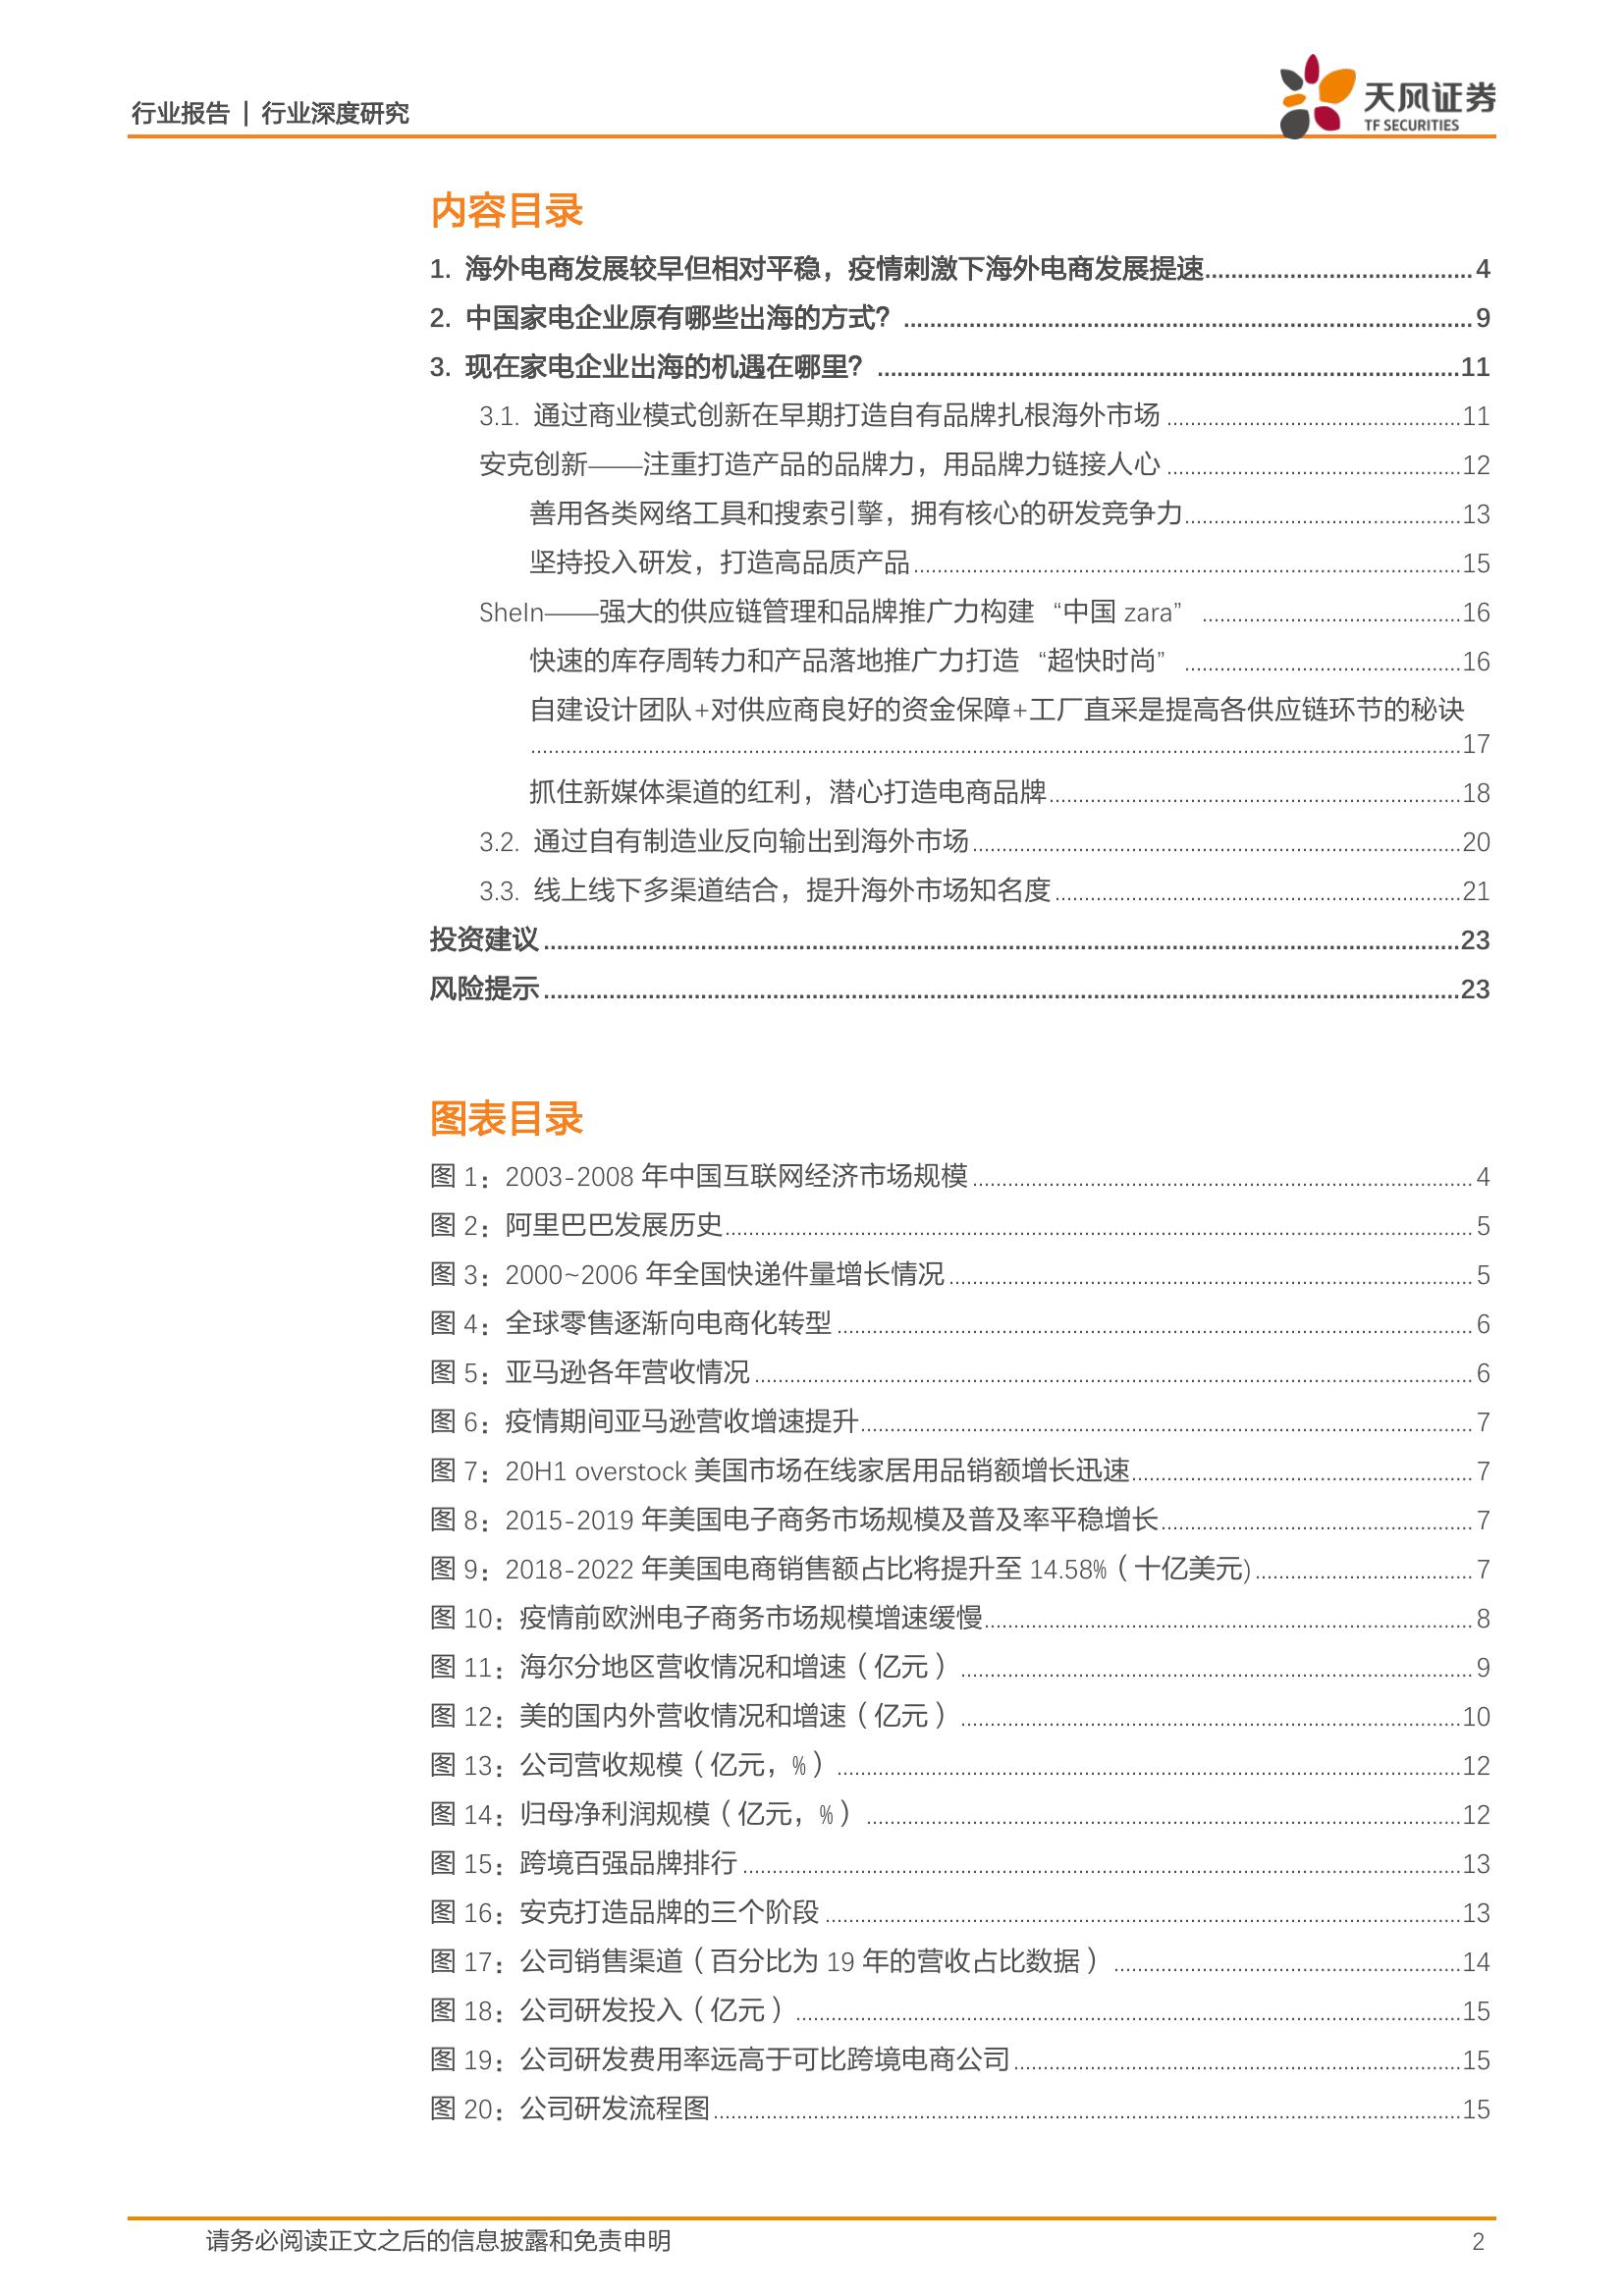 行业报告 | 行业深度研究
天风证券
TF SECURITIES
内容目录
1. 海外电商发展较早但相对平稳，疫情刺激下海外电商发展提速........................................4
2. 中国家电企业原有哪些出海的方式？........................................9
3. 现在家电企业出海的机遇在哪里？........................................11
3.1. 通过商业模式创新在早期打造自有品牌扎根海外市场........................................11
安克创新——注重打造产品的品牌力，用品牌力链接人心........................................12
善用各类网络工具和搜索引擎，拥有核心的研发竞争力........................................13
坚持投入研发，打造高品质产品........................................15
SheIn——强大的供应链管理和品牌推广力构建“中国 zara”........................................16
快速的库存周转力和产品落地推广力打造“超快时尚”........................................16
自建设计团队+对供应商良好的资金保障+工厂直采是提高各供应链环节的秘诀
........................................17
抓住新媒体渠道的红利，潜心打造电商品牌........................................18
3.2. 通过自有制造业反向输出到海外市场........................................20
3.3. 线上线下多渠道结合，提升海外市场知名度........................................21
投资建议........................................23
风险提示........................................23
图表目录
图 1：2003-2008 年中国互联网经济市场规模........................................4
图 2：阿里巴巴发展历史........................................5
图 3：2000~2006 年全国快递件量增长情况........................................5
图 4：全球零售逐渐向电商化转型........................................6
图 5：亚马逊各年营收情况........................................6
图 6：疫情期间亚马逊营收增速提升........................................7
图 7：20H1 overstock 美国市场在线家居用品销额增长迅速........................................7
图 8：2015-2019 年美国电子商务市场规模及普及率平稳增长........................................7
图 9：2018-2022 年美国电商销售额占比将提升至 14.58%（十亿美元)........................................7
图 10：疫情前欧洲电子商务市场规模增速缓慢........................................8
图 11：海尔分地区营收情况和增速（亿元）........................................9
图 12：美的国内外营收情况和增速（亿元）........................................10
图 13：公司营收规模（亿元，%）........................................12
图 14：归母净利润规模（亿元，%）........................................12
图 15：跨境百强品牌排行........................................13
图 16：安克打造品牌的三个阶段........................................13
图 17：公司销售渠道（百分比为 19 年的营收占比数据）........................................14
图 18：公司研发投入（亿元）........................................15
图 19：公司研发费用率远高于可比跨境电商公司........................................15
图 20：公司研发流程图........................................15
请务必阅读正文之后的信息披露和免责申明
2